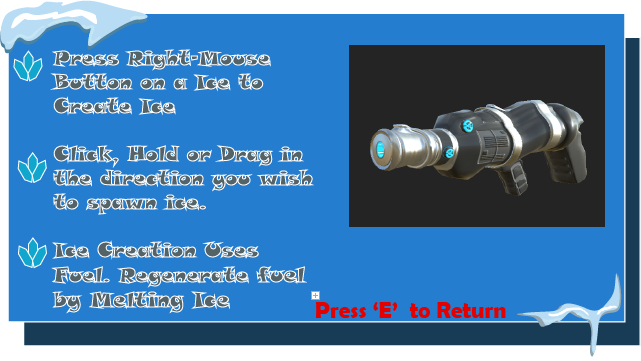 Press Right-Mouse
Button on a Ice to
Create Ice
Click, Hold or Drag in
the direction you wish
to spawn ice.
Ice Creation Uses
Fuel. Regenerate fuel
by Melting Ice
Press ‘E’ to Return